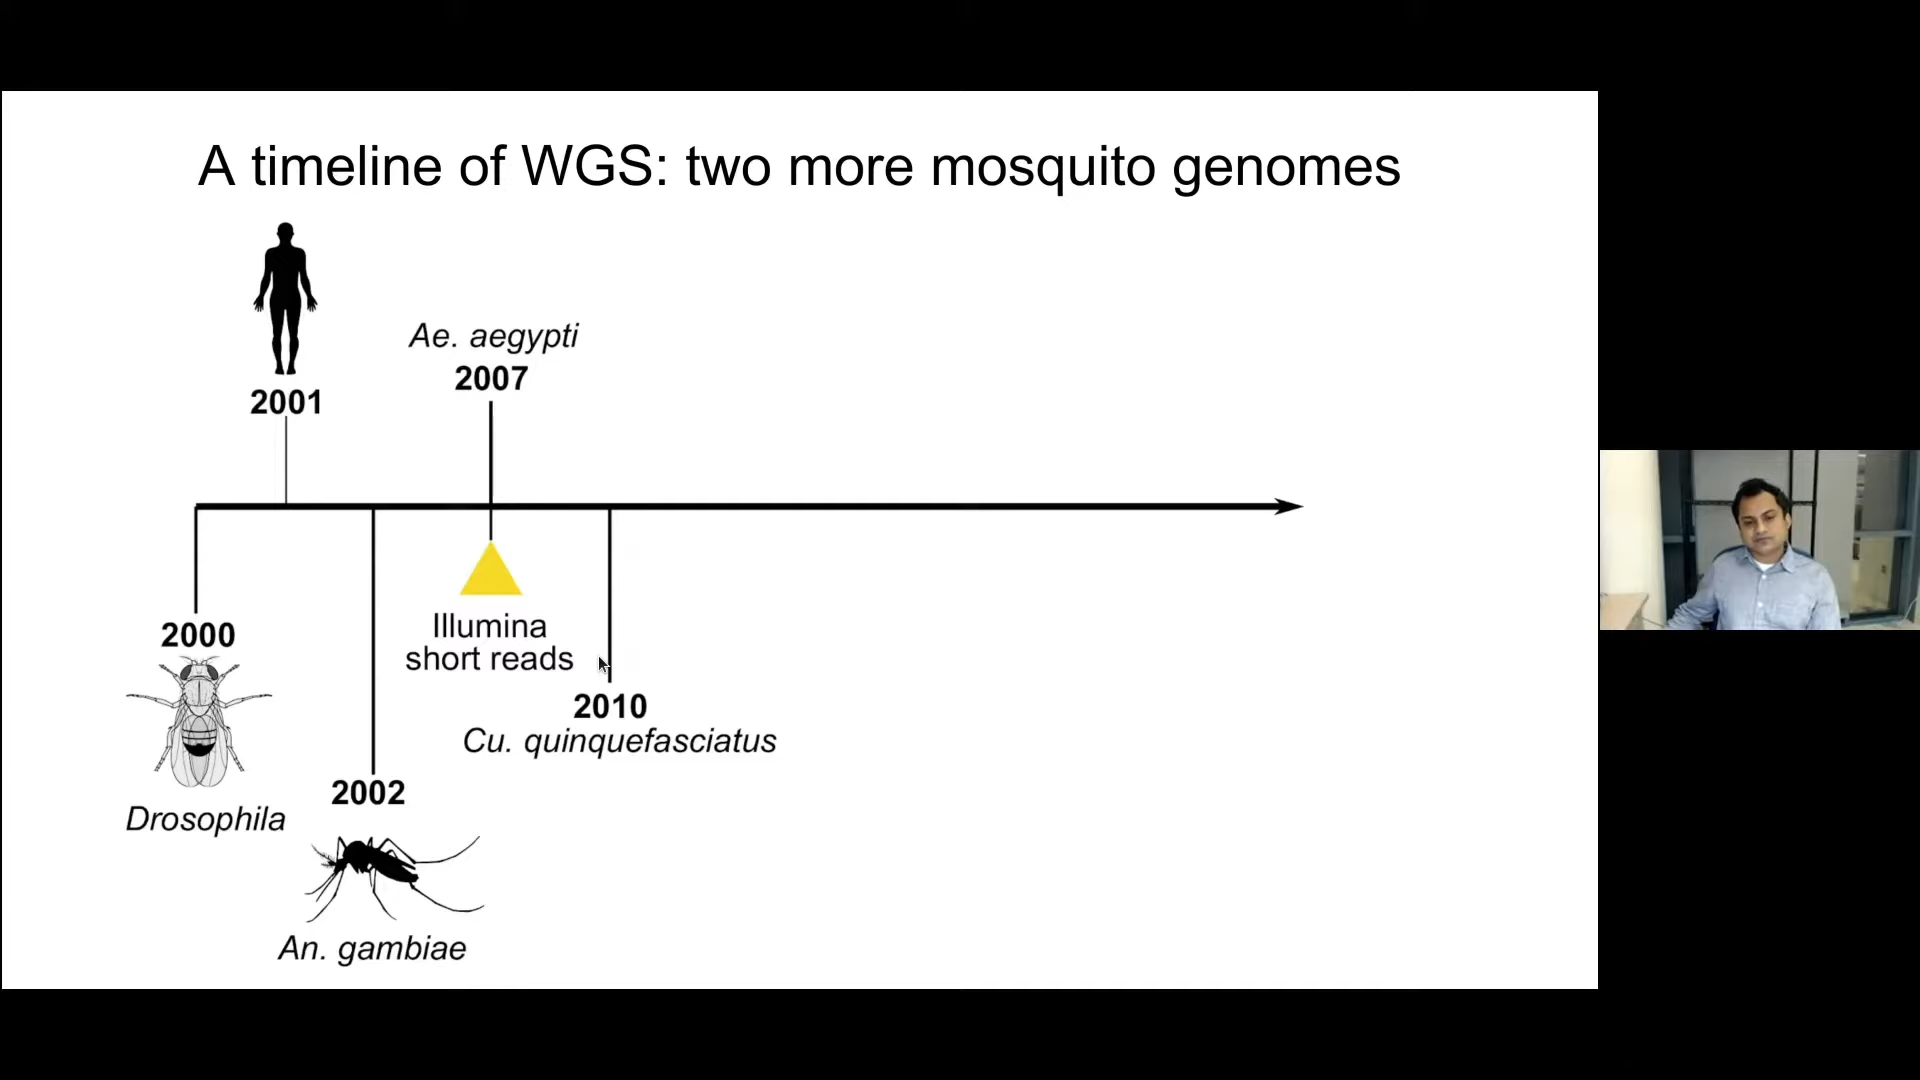 A timeline of WGS: two more mosquito genomes
2001
Ae. aegypti
2007
2000
Drosophila
2002
An. gambiae
Illumina
short reads
2010
Cu. quinquefasciatus